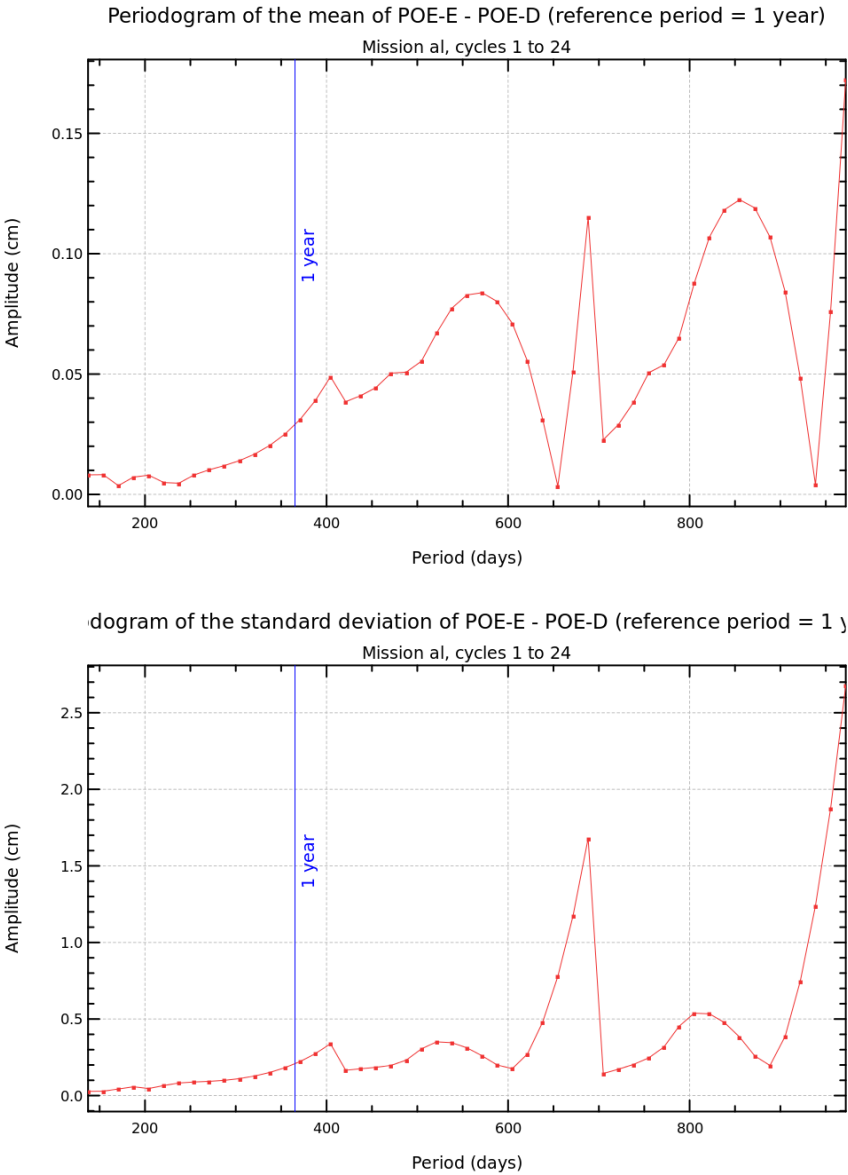 Periodogram of the mean of POE-E - POE-D (reference period = 1 year)
Mission al, cycles 1 to 24
0.15
0.10
0.05
0.00
Amplitude (cm)
1 year
200 400 600 800
Period (days)
dogram of the standard deviation of POE-E - POE-D (reference period = 1 y
Mission al, cycles 1 to 24
2.5
2.0
1.5
1.0
0.5
0.0
Amplitude (cm)
1 year
200 400 600 800
Period (days)